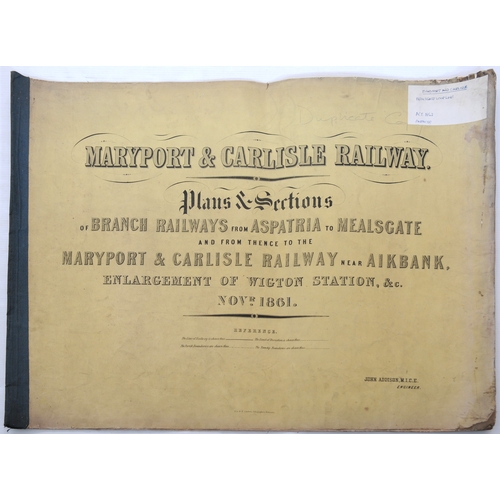 Duplicate
MARYPORT & CARLISLE RAILWAY.
Plans & Sections
OF BRANCH RAILWAYS FROM ASPATRIA TO MEALSGATE
AND FROM THENCE TO THE
MARYPORT & CARLISLE RAILWAY NEAR AIKBANK,
ENLARGEMENT OF WIGTON STATION, &c.
NOVR. 1861.
REFERENCE.
JOHN ADDISON, M.I.C.E.
ENGINEER.